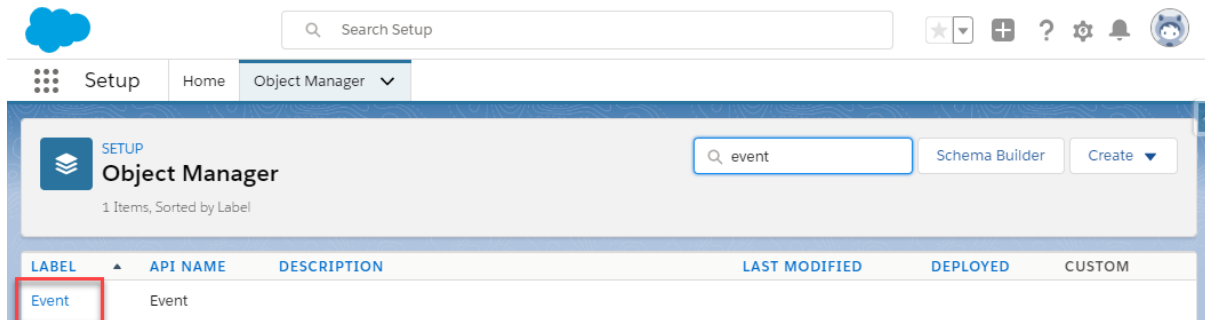 Search Setup
Setup Home Object Manager
SETUP
Object Manager
1 Items, Sorted by Label
event
Schema Builder
Create
LABEL API NAME DESCRIPTION LAST MODIFIED DEPLOYED CUSTOM
Event Event